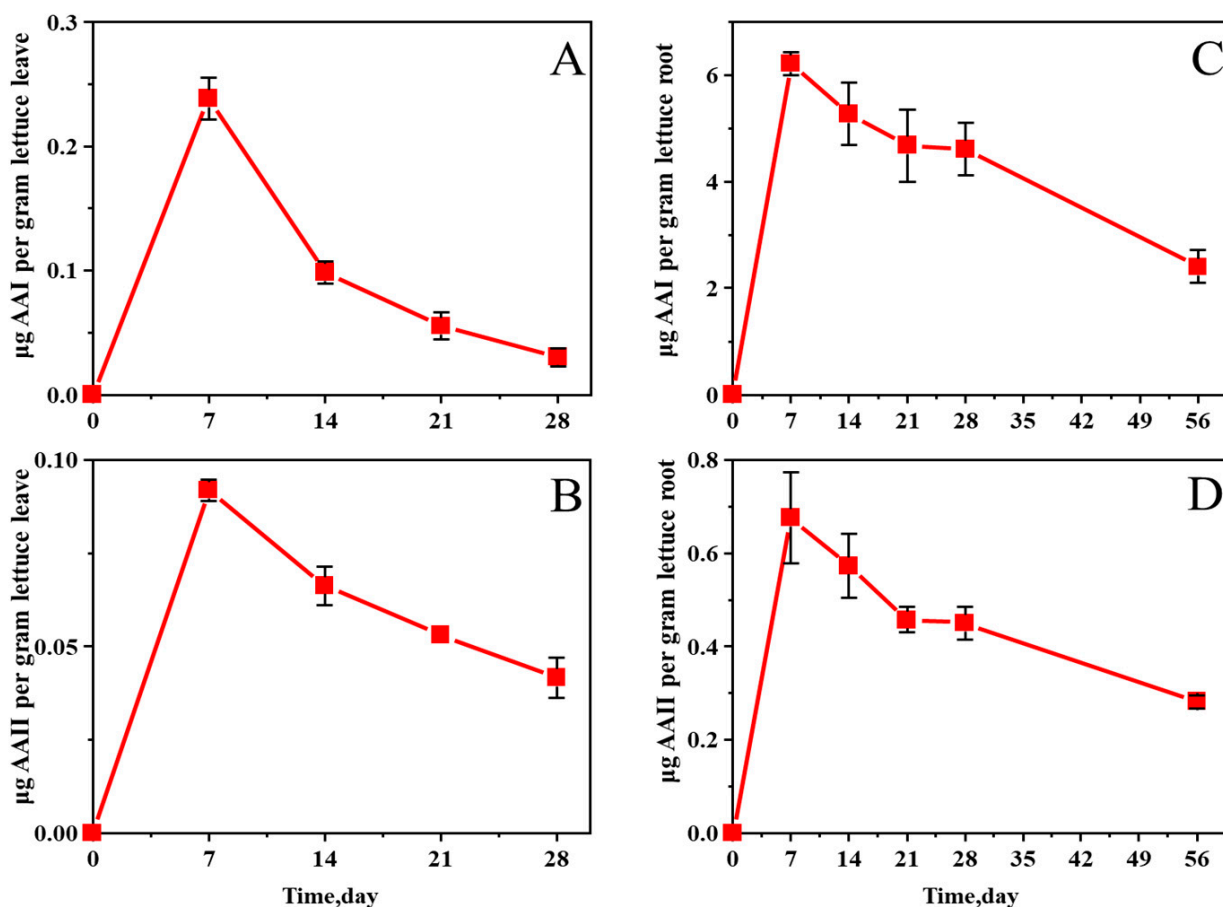 A
µg AAI per gram lettuce leave
0.3
0.2
0.1
0.0
0 7 14 21 28
C
µg AAI per gram lettuce root
6
4
2
0
0 7 14 21 28 35 42 49 56
B
µg AAII per gram lettuce leave
0.10
0.05
0.00
0 7 14 21 28
Time,day
D
µg AAII per gram lettuce root
0.8
0.6
0.4
0.2
0.0
0 7 14 21 28 35 42 49 56
Time,day